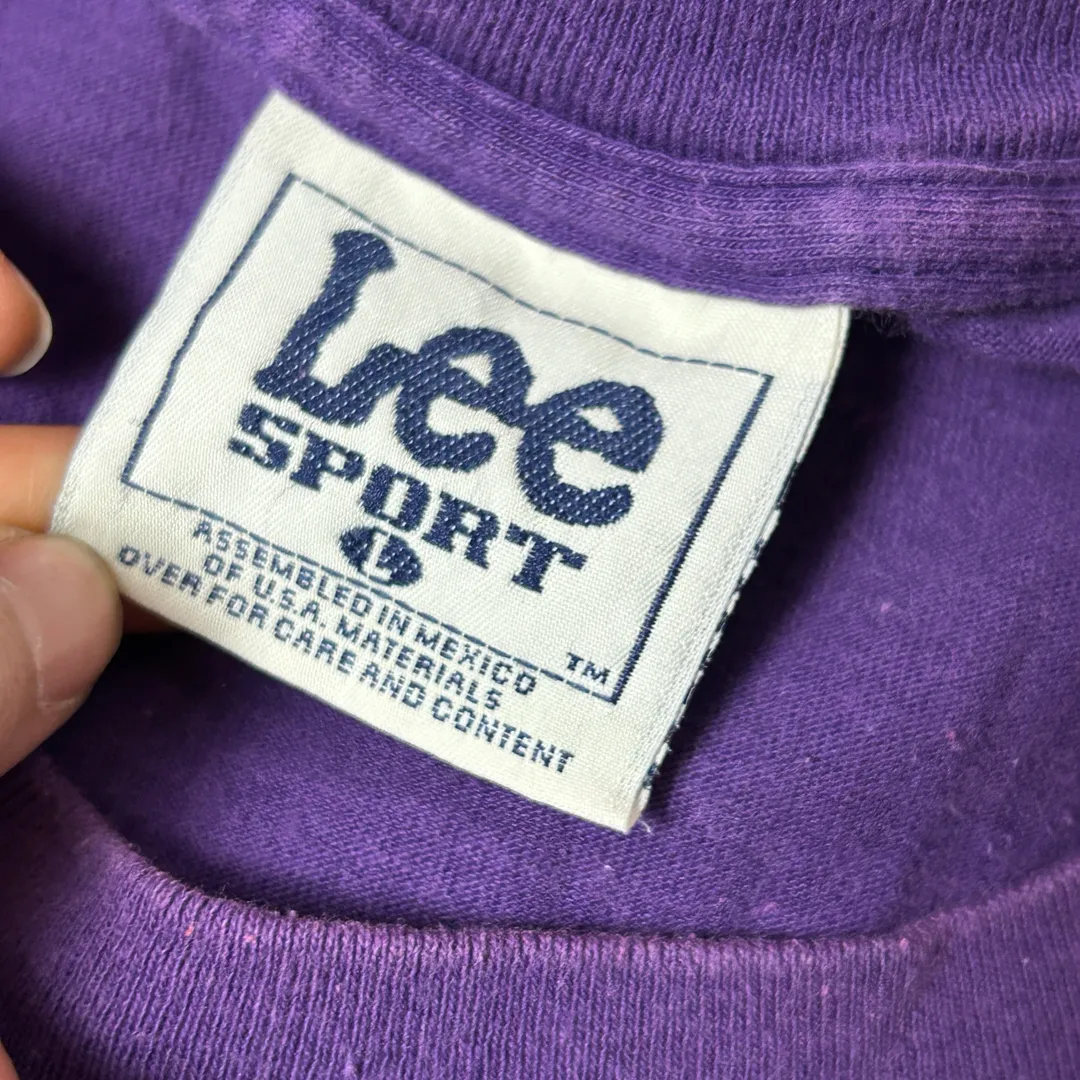 Lee
SPORT
L
ASSEMBLED IN MEXICO
OF U.S.A. MATERIALS
OVER FOR CARE AND CONTENT
TM